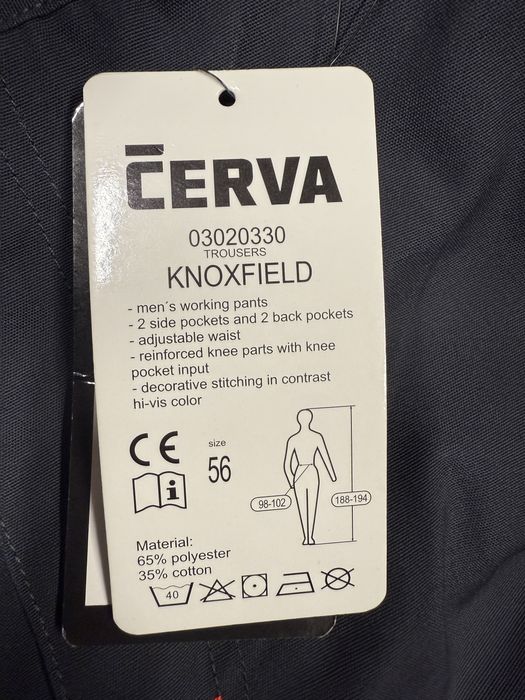 CERVA
03020330
TROUSERS
KNOXFIELD
- men´s working pants
- 2 side pockets and 2 back pockets
- adjustable waist
- reinforced knee parts with knee
pocket input
- decorative stitching in contrast
hi-vis color
CE
size
56
i
98-102
188-194
Material:
65% polyester
35% cotton
40